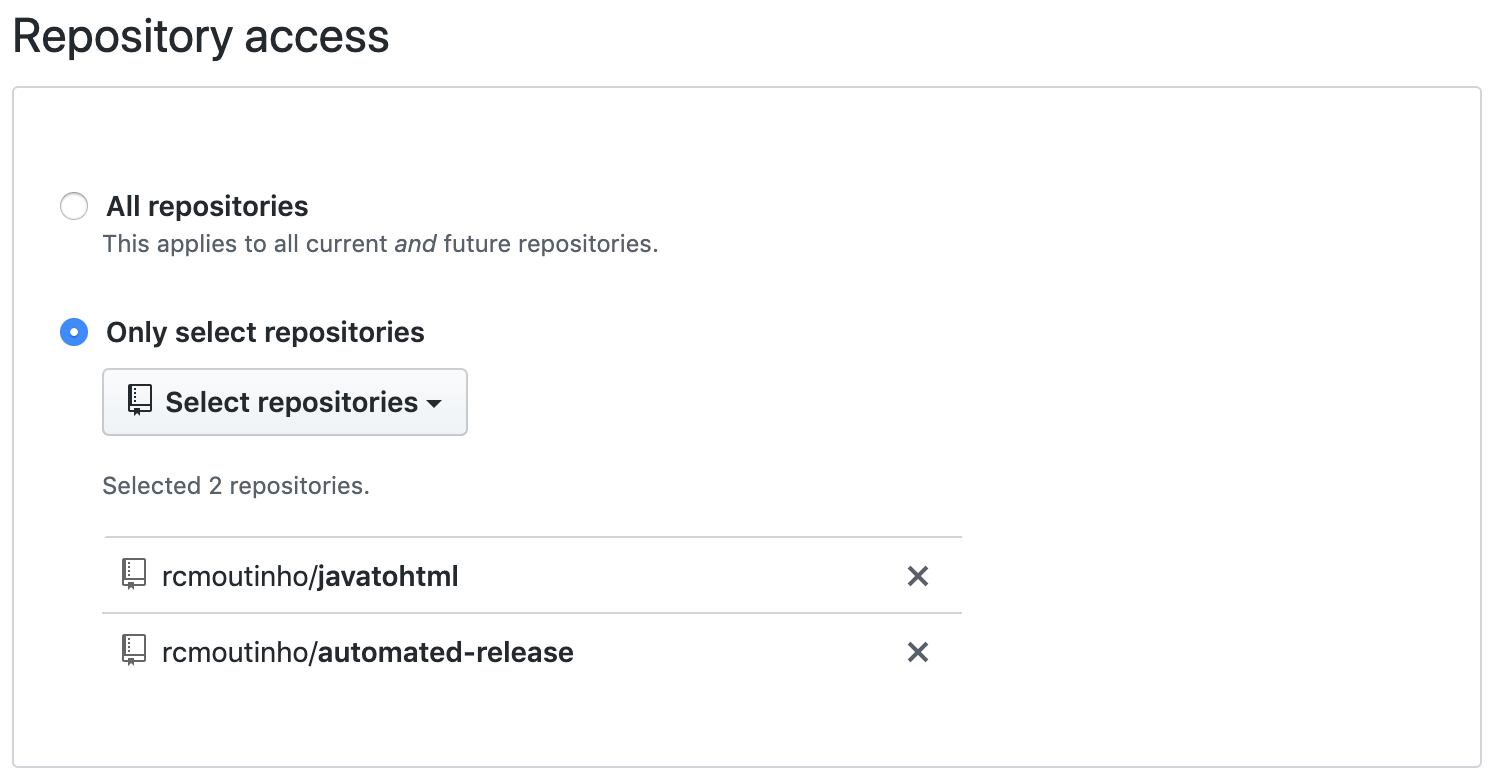 Repository access
All repositories
This applies to all current and future repositories.
Only select repositories
Select repositories
Selected 2 repositories.
rcmoutinho/javatohtml
rcmoutinho/automated-release